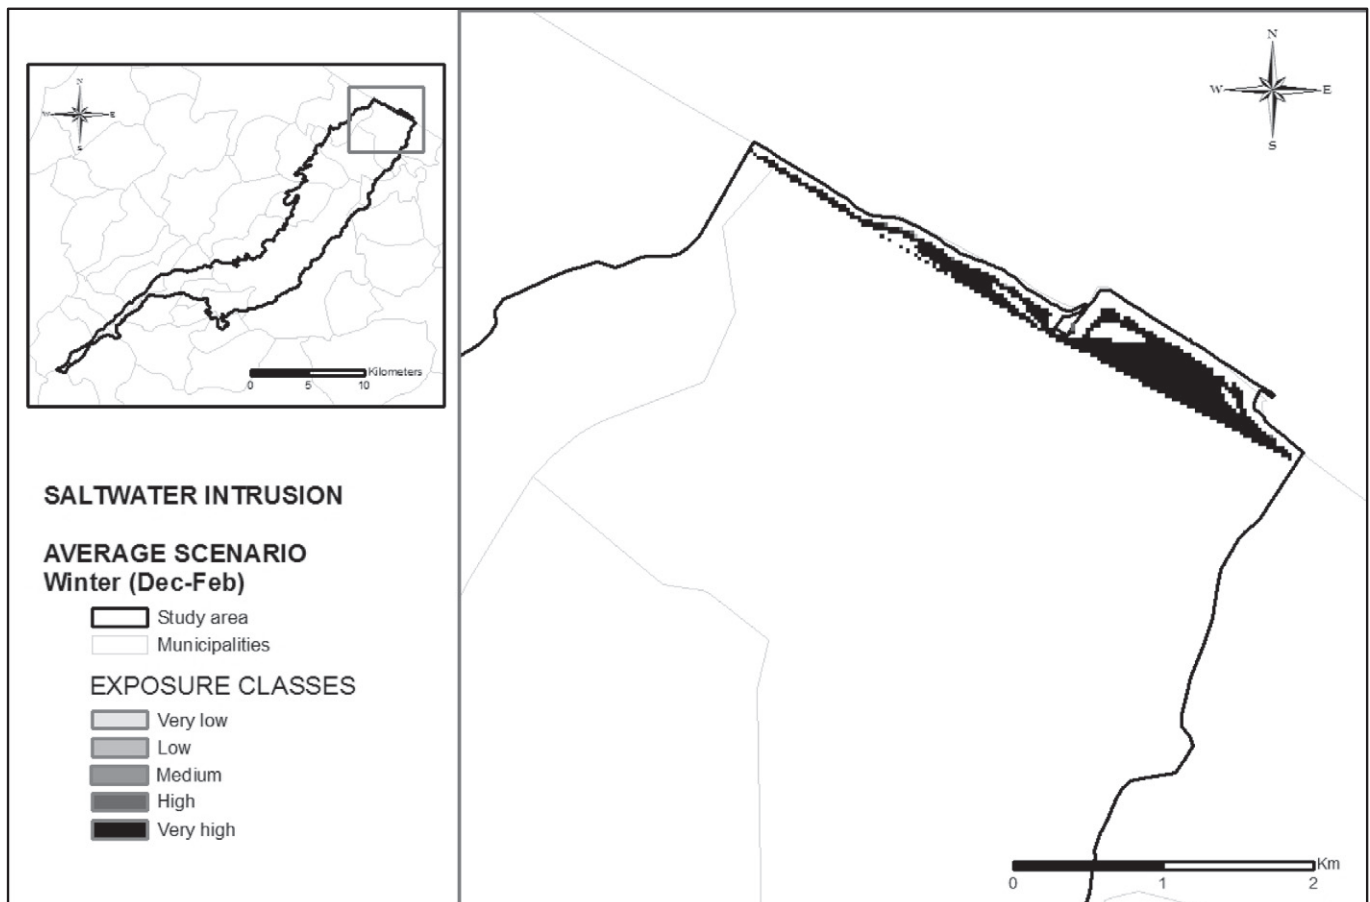 N
W E
S
Kilometers
0 5 10
SALTWATER INTRUSION
AVERAGE SCENARIO
Winter (Dec-Feb)
Study area
Municipalities
EXPOSURE CLASSES
Very low
Low
Medium
High
Very high
N
W E
S
Km
0 1 2